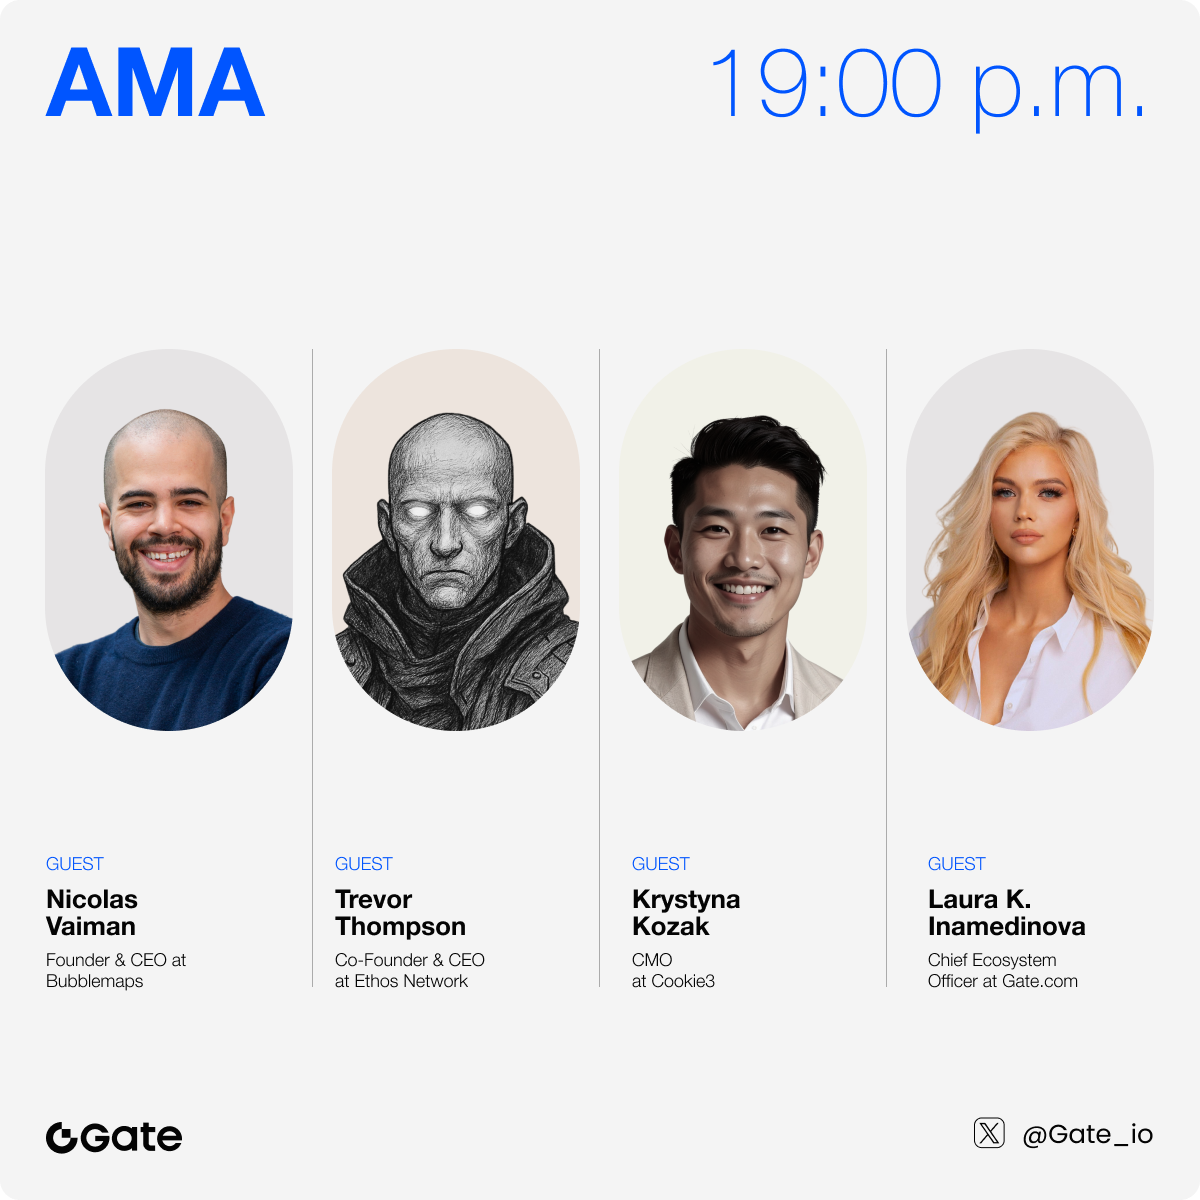 AMA
19:00 p.m.
GUEST
Nicolas
Vaiman
Founder & CEO at
Bubblemaps
GUEST
Trevor
Thompson
Co-Founder & CEO
at Ethos Network
GUEST
Krystyna
Kozak
CMO
at Cookie3
GUEST
Laura K.
Inamedinova
Chief Ecosystem
Officer at Gate.com
Gate
@Gate_io